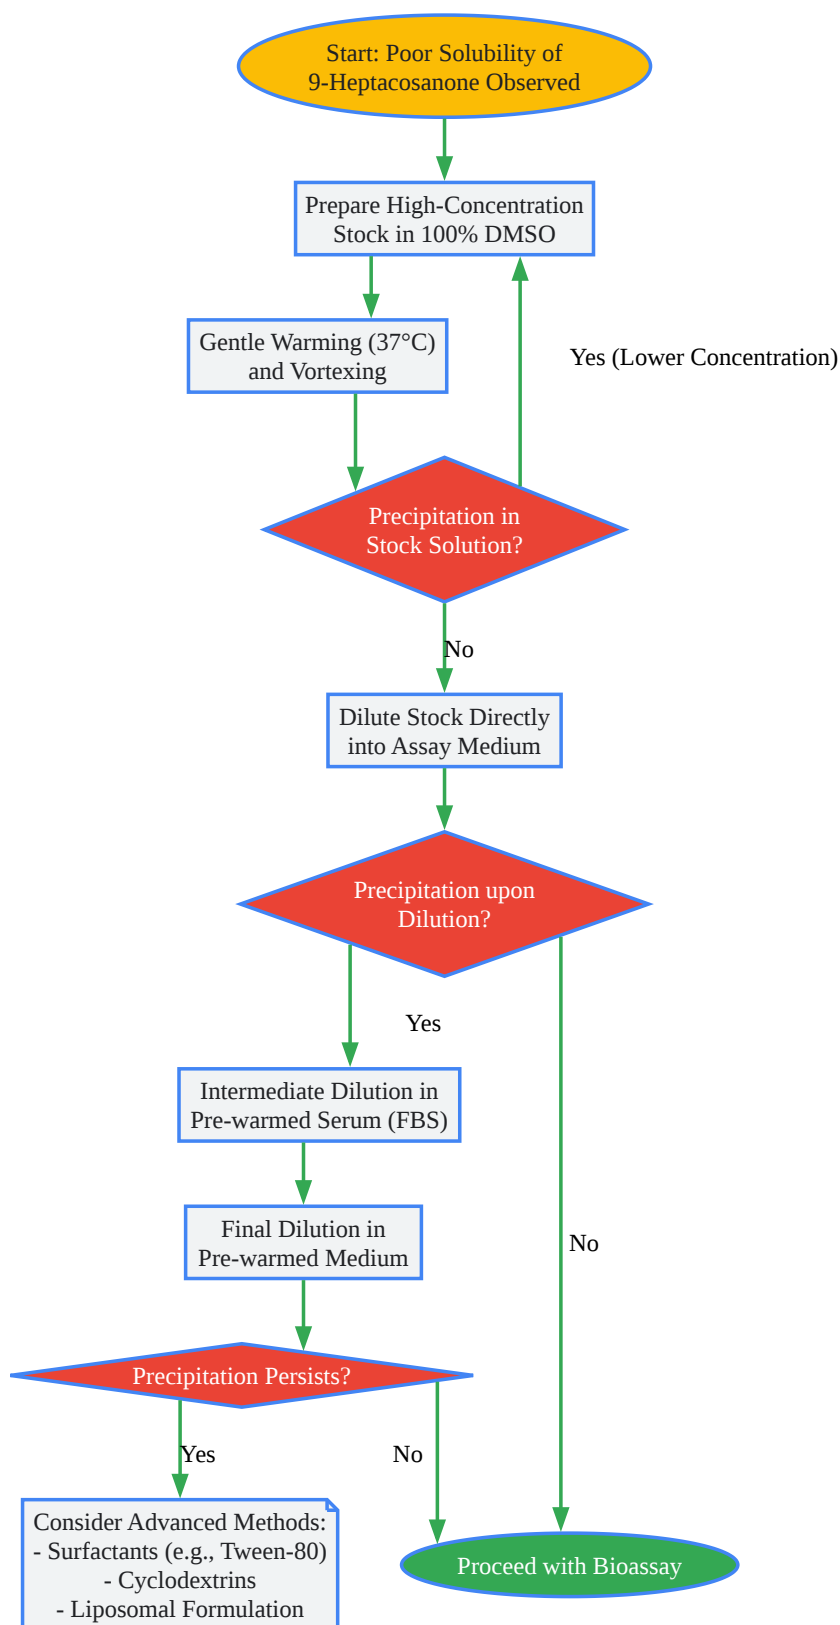 Start: Poor Solubility of
9-Heptacosanone Observed
Prepare High-Concentration
Stock in 100% DMSO
Gentle Warming (37°C)
and Vortexing
Yes (Lower Concentration)
Precipitation in
Stock Solution?
No
Dilute Stock Directly
into Assay Medium
Precipitation upon
Dilution?
Yes
Intermediate Dilution in
Pre-warmed Serum (FBS)
Final Dilution in
Pre-warmed Medium
No
Precipitation Persists?
Yes
No
Consider Advanced Methods:
- Surfactants (e.g., Tween-80)
- Cyclodextrins
- Liposomal Formulation
Proceed with Bioassay